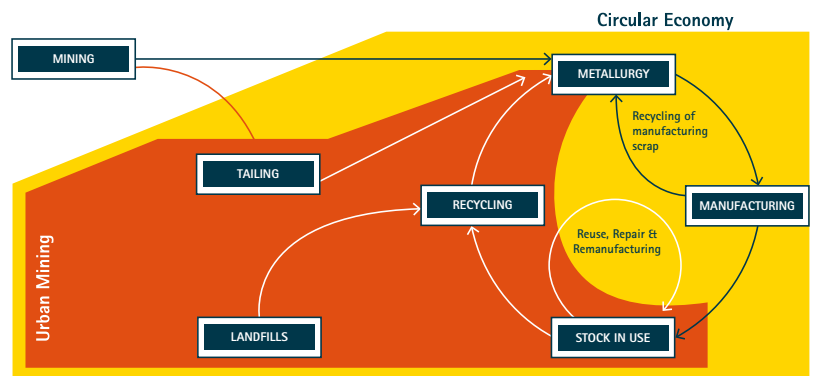 Circular Economy
MINING
METALLURGY
Recycling of
manufacturing
scrap
TAILING
RECYCLING
MANUFACTURING
Reuse, Repair &
Remanufacturing
Urban Mining
LANDFILLS
STOCK IN USE